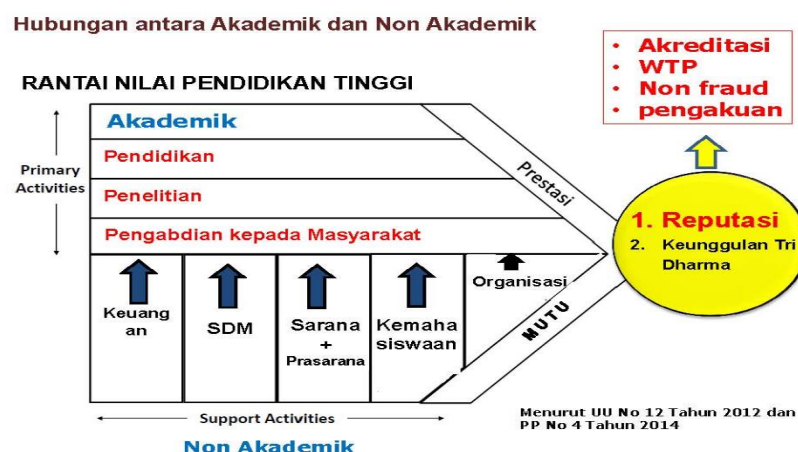 Hubungan antara Akademik dan Non Akademik
• Akreditasi
• WTP
• Non fraud
• pengakuan
RANTAI NILAI PENDIDIKAN TINGGI
Primary
Activities
Akademik
Pendidikan
Penelitian
Pengabdian kepada Masyarakat
Prestasi
1. Reputasi
2. Keunggulan Tri
Dharma
Keuang
an
SDM
Sarana
+
Prasarana
Kemaha
siswaan
Organisasi
MUTU
Support Activities
Non Akademik
Menurut UU No 12 Tahun 2012 dan
PP No 4 Tahun 2014